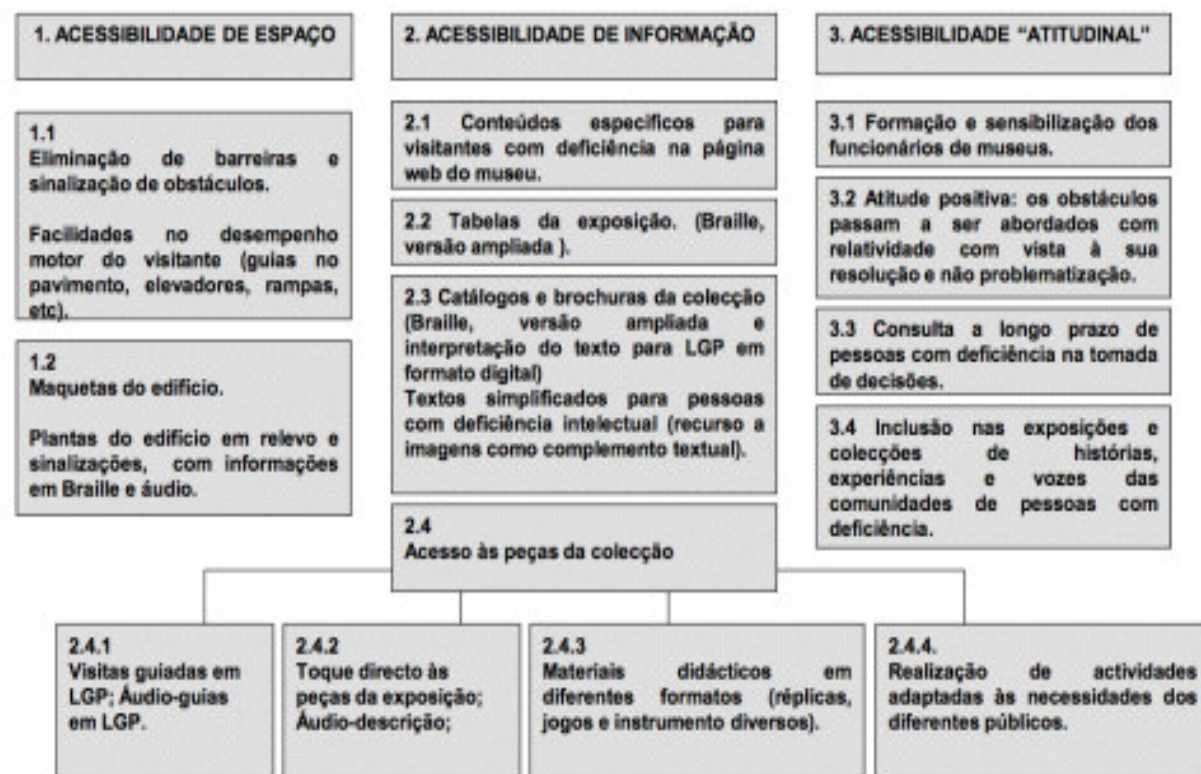 1. ACESSIBILIDADE DE ESPAÇO
1.1
Eliminação de barreiras e
sinalização de obstáculos.
Facilidades no desempenho
motor do visitante (guias no
pavimento, elevadores, rampas,
etc).
1.2
Maquetas do edifício.
Plantas do edifício em relevo e
sinalizações, com informações
em Braille e áudio.
2. ACESSIBILIDADE DE INFORMAÇÃO
2.1 Conteúdos específicos para
visitantes com deficiência na página
web do museu.
2.2 Tabelas da exposição. (Braille,
versão ampliada ).
2.3 Catálogos e brochuras da colecção
(Braille, versão ampliada e
interpretação do texto para LGP em
formato digital)
Textos simplificados para pessoas
com deficiência intelectual (recurso a
imagens como complemento textual).
2.4
Acesso às peças da colecção
3. ACESSIBILIDADE “ATITUDINAL”
3.1 Formação e sensibilização dos
funcionários de museus.
3.2 Atitude positiva: os obstáculos
passam a ser abordados com
relatividade com vista à sua
resolução e não problematização.
3.3 Consulta a longo prazo de
pessoas com deficiência na tomada
de decisões.
3.4 Inclusão nas exposições e
colecções de histórias,
experiências e vozes das
comunidades de pessoas com
deficiência.
2.4.1
Visitas guiadas em
LGP; Áudio-guias
em LGP.
2.4.2
Toque directo às
peças da exposição;
Áudio-descrição;
2.4.3
Materiais didácticos em
diferentes formatos (réplicas,
jogos e instrumento diversos).
2.4.4.
Realização de actividades
adaptadas às necessidades dos
diferentes públicos.